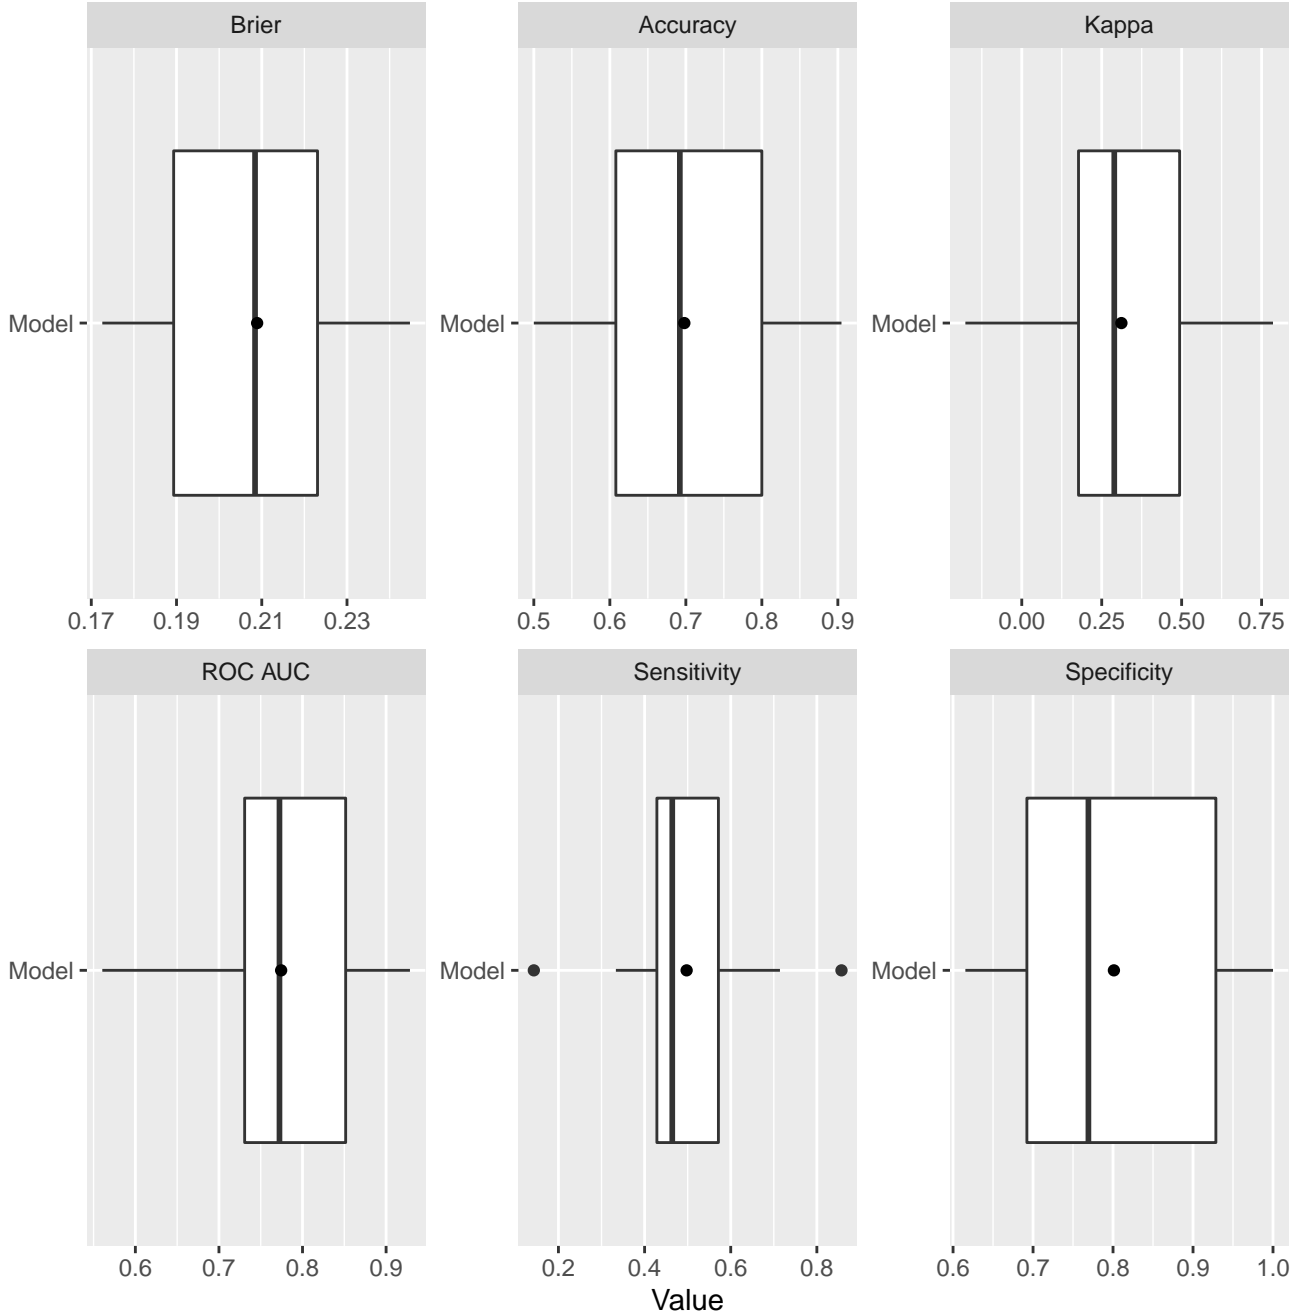 Brier
Accuracy
Kappa
Model
Model
Model
0.17 0.19 0.21 0.23
0.5 0.6 0.7 0.8 0.9
0.00 0.25 0.50 0.75
ROC AUC
Sensitivity
Specificity
Model
Model
Model
0.6 0.7 0.8 0.9
0.2 0.4 0.6 0.8
0.6 0.7 0.8 0.9 1.0
Value